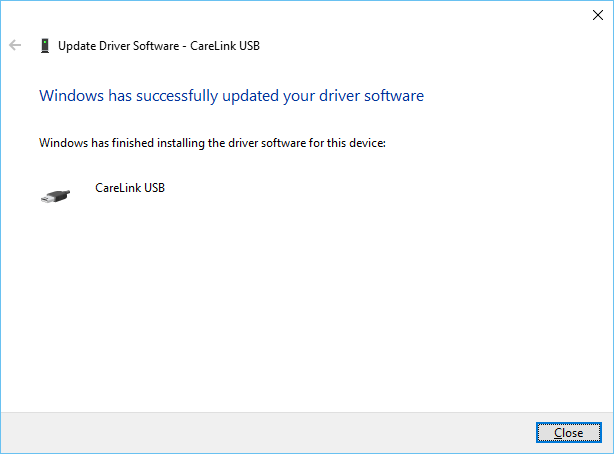 Update Driver Software - CareLink USB
Windows has successfully updated your driver software
Windows has finished installing the driver software for this device:
CareLink USB
Close